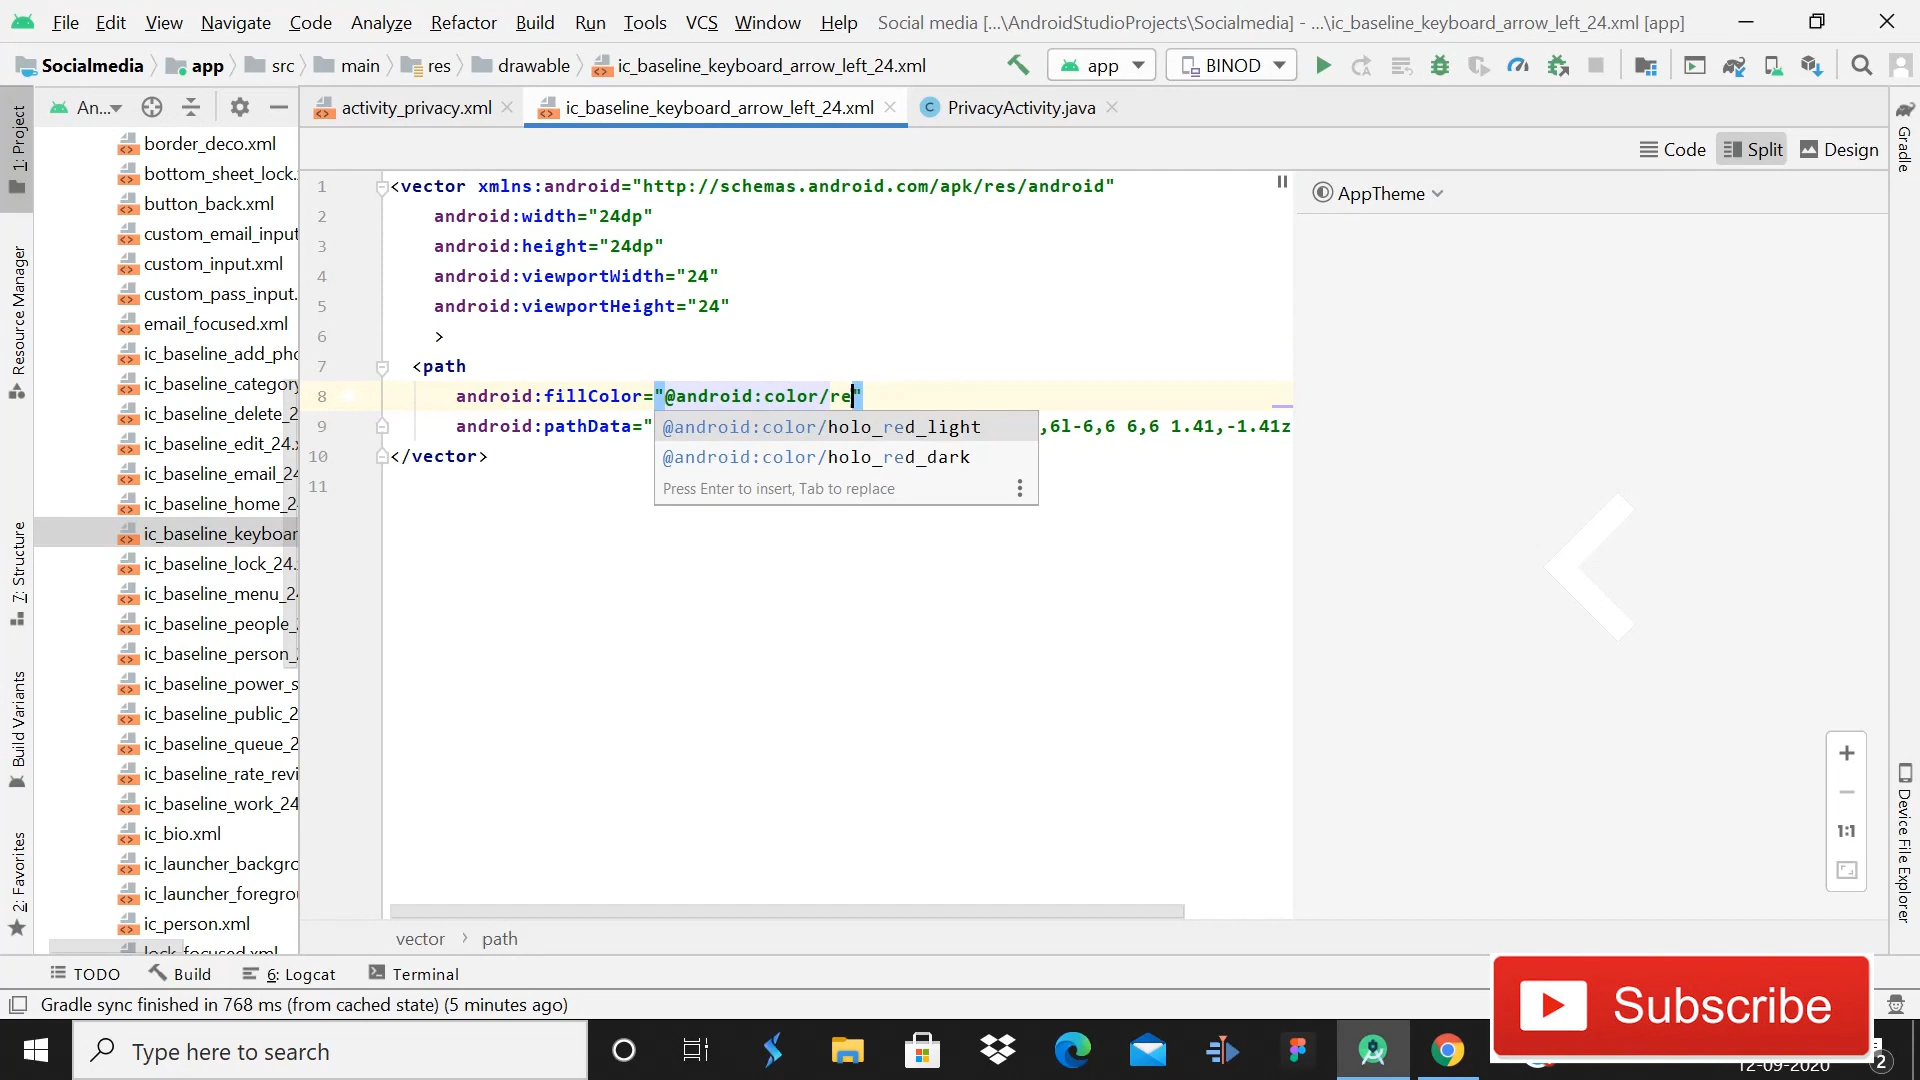 File Edit View Navigate Code Analyze Refactor Build Run Tools VCS Window Help Social media [...\AndroidStudioProjects\Socialmedia] - ...\ic_baseline_keyboard_arrow_left_24.xml [app]
Socialmedia app src main res drawable ic_baseline_keyboard_arrow_left_24.xml app BINOD
An... activity_privacy.xml ic_baseline_keyboard_arrow_left_24.xml PrivacyActivity.java
Code Split Design
AppTheme
1: Project
Resource Manager
7: Structure
Build Variants
2: Favorites
border_deco.xml
bottom_sheet_lock.
button_back.xml
custom_email_input
custom_input.xml
custom_pass_input.
email_focused.xml
ic_baseline_add_pho
ic_baseline_category
ic_baseline_delete_2
ic_baseline_edit_24.
ic_baseline_email_24
ic_baseline_home_2
ic_baseline_keyboar
ic_baseline_lock_24.
ic_baseline_menu_2
ic_baseline_people_
ic_baseline_person_
ic_baseline_power_s
ic_baseline_public_2
ic_baseline_queue_2
ic_baseline_rate_revi
ic_baseline_work_24
ic_bio.xml
ic_launcher_backgro
ic_launcher_foregro
ic_person.xml
lock_focused.xml
1 <vector xmlns:android="http://schemas.android.com/apk/res/android"
2 android:width="24dp"
3 android:height="24dp"
4 android:viewportWidth="24"
5 android:viewportHeight="24"
6 >
7 <path
8 android:fillColor="@android:color/re"
9 android:pathData=" ,6l-6,6 6,6 1.41,-1.41z
10 </vector>
11
@android:color/holo_red_light
@android:color/holo_red_dark
Press Enter to insert, Tab to replace
1:1
Gradle
Device File Explorer
vector path
TODO Build 6: Logcat Terminal
Gradle sync finished in 768 ms (from cached state) (5 minutes ago)
Subscribe
Type here to search
12-09-2020
2